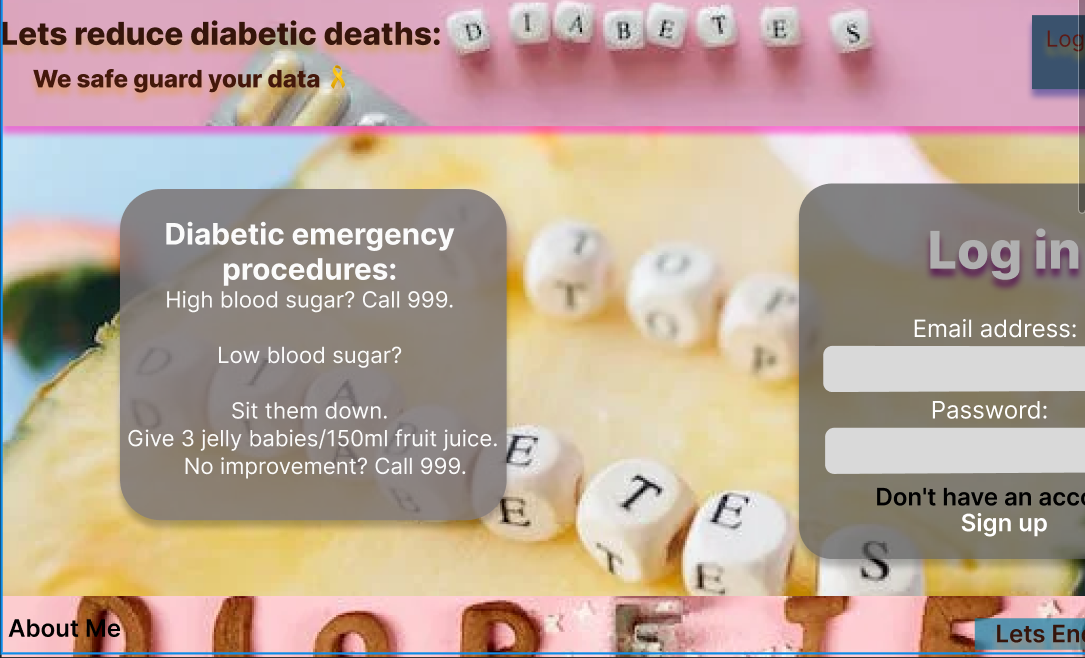 Lets reduce diabetic deaths:
DIABETES
Log
We safe guard your data
Diabetic emergency
procedures:
High blood sugar? Call 999.
Low blood sugar?
Sit them down.
Give 3 jelly babies/150ml fruit juice.
No improvement? Call 999.
Log in
Email address:
Password:
Don't have an acco
Sign up
T O P
T O P
D I A B E T E S
D I A B E T E
D I A B E T E
About Me
Lets En